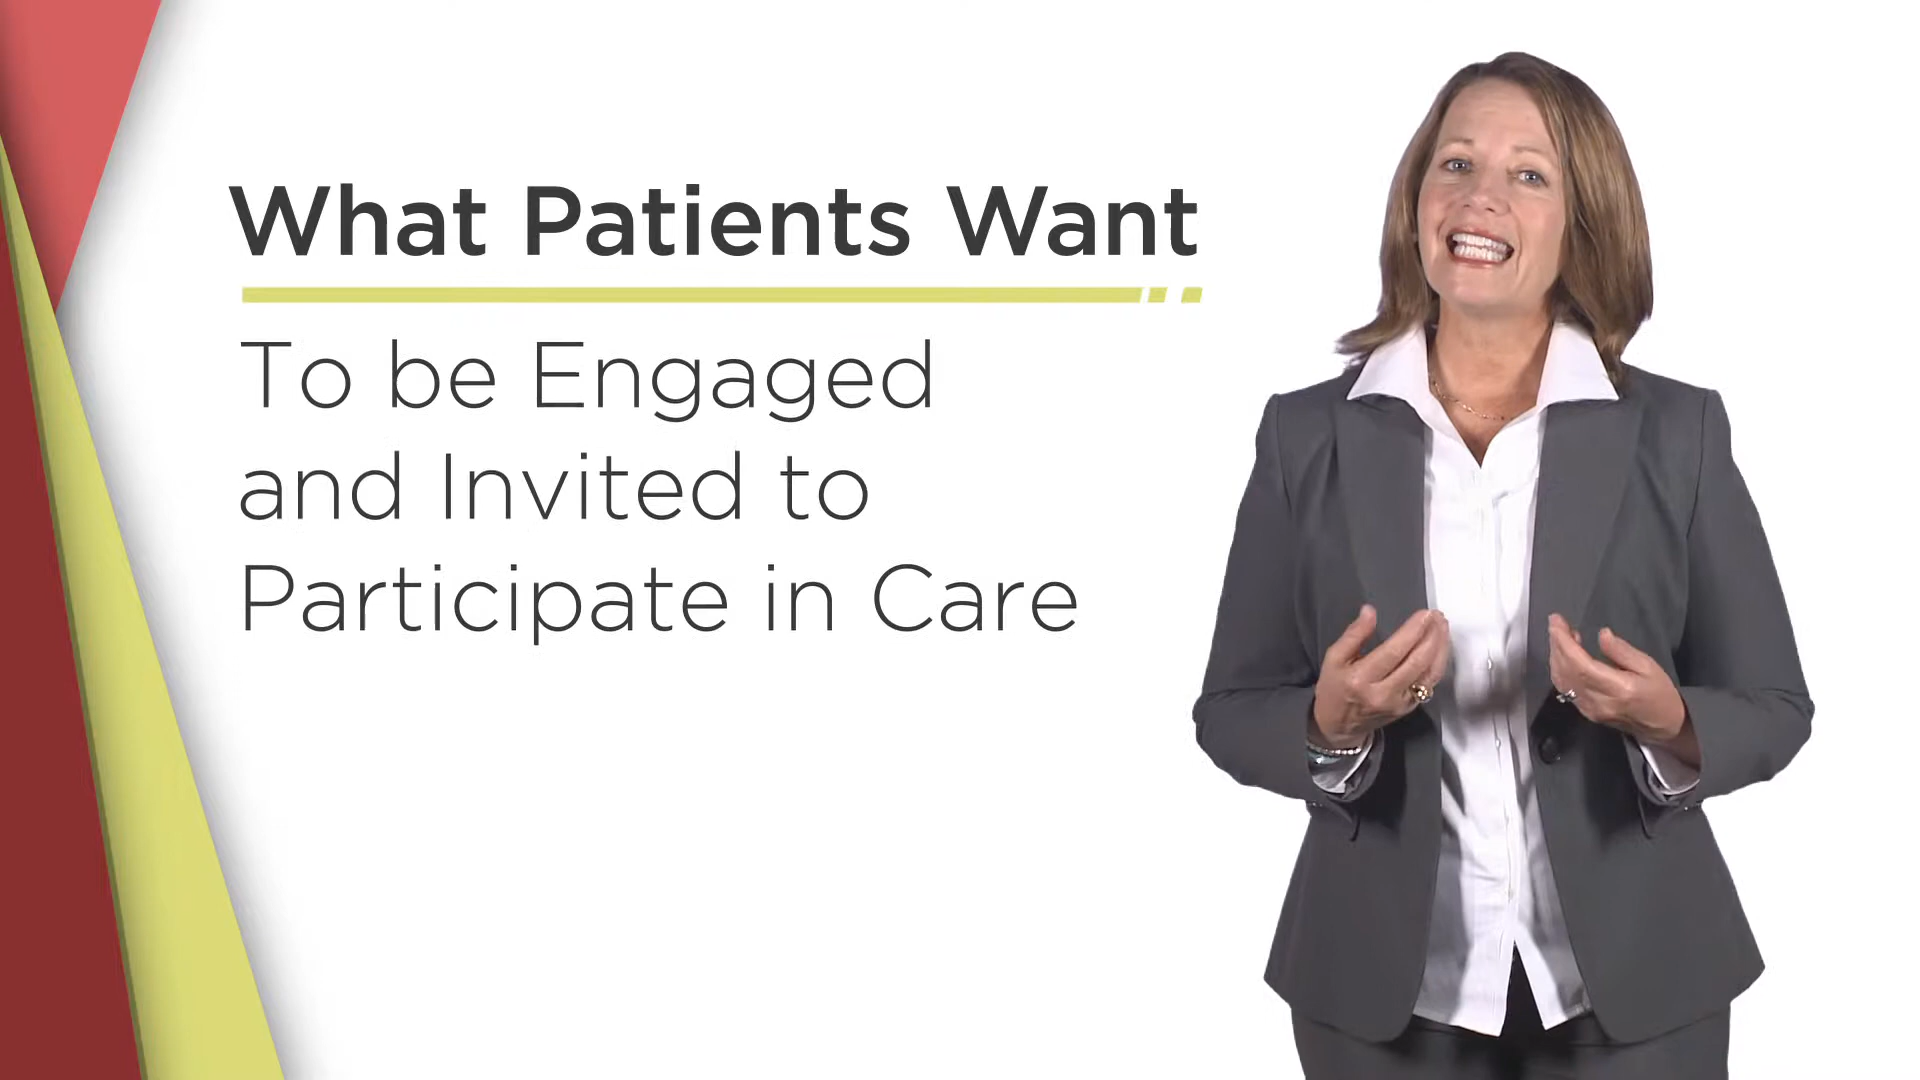 What Patients Want
To be Engaged
and Invited to
Participate in Care